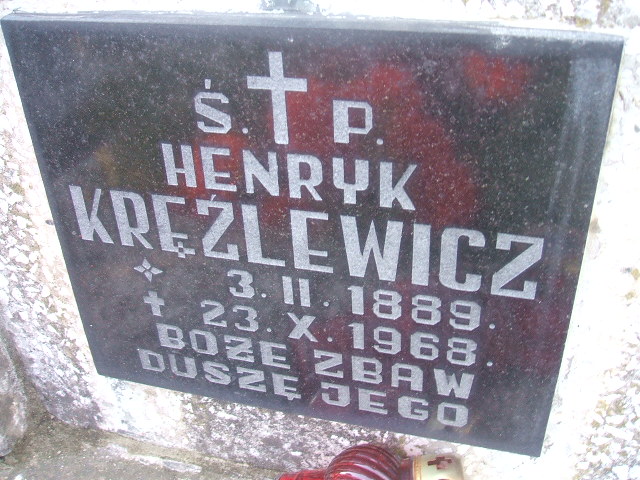 Ś. P.
HENRYK
KRĘŹLEWICZ
3. II. 1889.
23. X. 1968.
BOŻE ZBAW
DUSZĘ JEGO